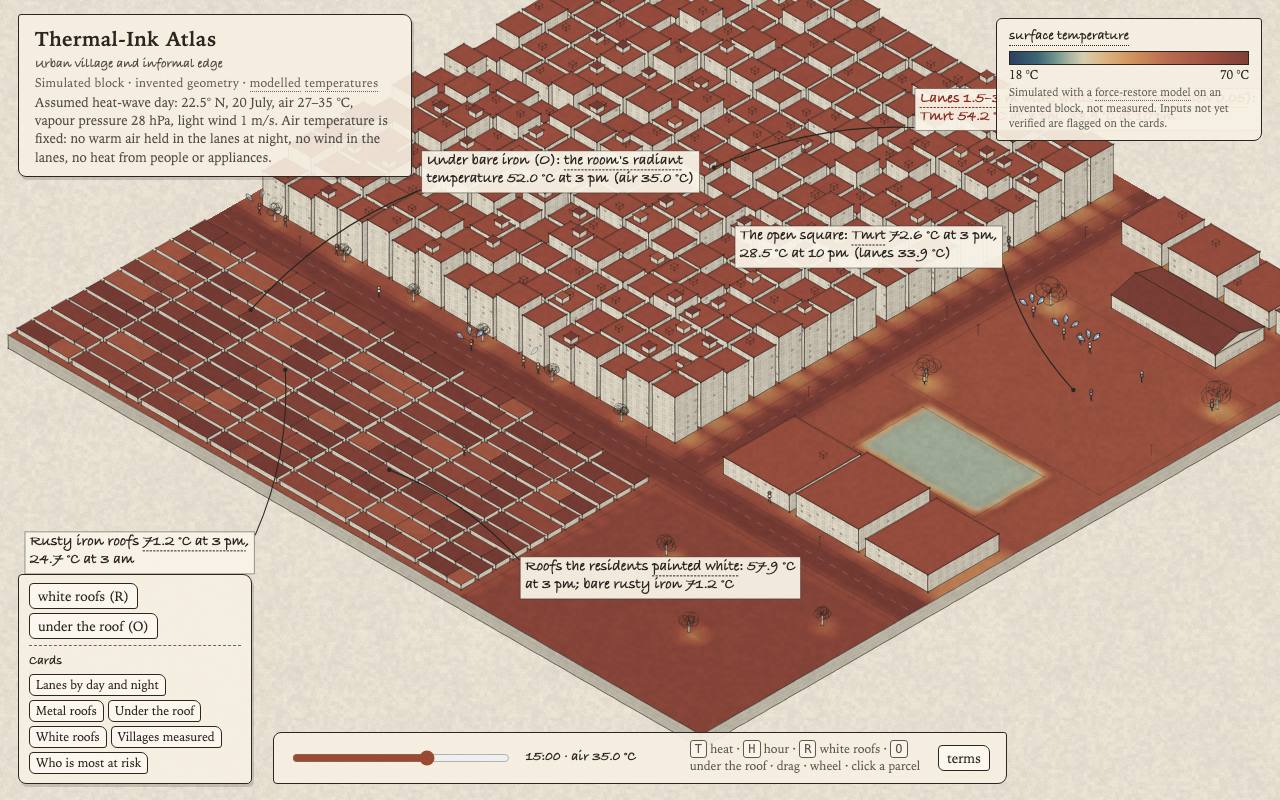 Thermal-Ink Atlas
Urban village and informal edge
Simulated block · invented geometry · modelled temperatures
Assumed heat-wave day: 22.5° N, 20 July, air 27–35 °C,
vapour pressure 28 hPa, light wind 1 m/s. Air temperature is
fixed: no warm air held in the lanes at night, no wind in the
lanes, no heat from people or appliances.
surface temperature
18 °C
70 °C
Simulated with a force-restore model on an
invented block, not measured. Inputs not yet
verified are flagged on the cards.
Lanes 1.5–3
Tmrt 54.2 °
Under bare iron (O): the room's radiant
temperature 52.0 °C at 3 pm (air 35.0 °C)
The open square: Tmrt 72.6 °C at 3 pm,
28.5 °C at 10 pm (lanes 33.9 °C)
Rusty iron roofs 71.2 °C at 3 pm,
24.7 °C at 3 am
Roofs the residents painted white: 57.9 °C
at 3 pm; bare rusty iron 71.2 °C
white roofs (R)
under the roof (O)
Cards
Lanes by day and night
Metal roofs
Under the roof
White roofs
Villages measured
Who is most at risk
15:00 · air 35.0 °C
T heat · H hour · R white roofs · O
under the roof · drag · wheel · click a parcel
terms